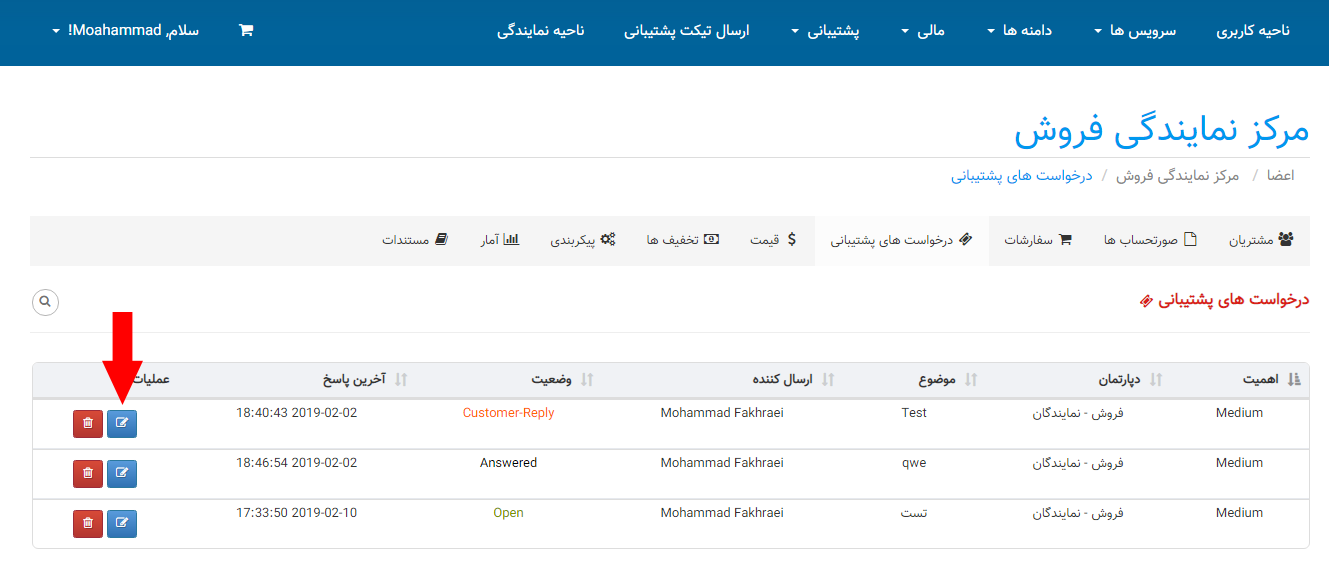 ناحیه کاربری سرویس ها دامنه ها مالی پشتیبانی ارسال تیکت پشتیبانی ناحیه نمایندگی سلام, Moahammad!
مرکز نمایندگی فروش
اعضا / مرکز نمایندگی فروش / درخواست های پشتیبانی
مشتریان صورتحساب ها سفارشات درخواست های پشتیبانی قیمت تخفیف ها پیکربندی آمار مستندات
درخواست های پشتیبانی
اهمیت دپارتمان موضوع ارسال کننده وضعیت آخرین پاسخ عملیات
Medium فروش - نمایندگان Test Mohammad Fakhraei Customer-Reply 18:40:43 2019-02-02
Medium فروش - نمایندگان qwe Mohammad Fakhraei Answered 18:46:54 2019-02-02
Medium فروش - نمایندگان تست Mohammad Fakhraei Open 17:33:50 2019-02-10